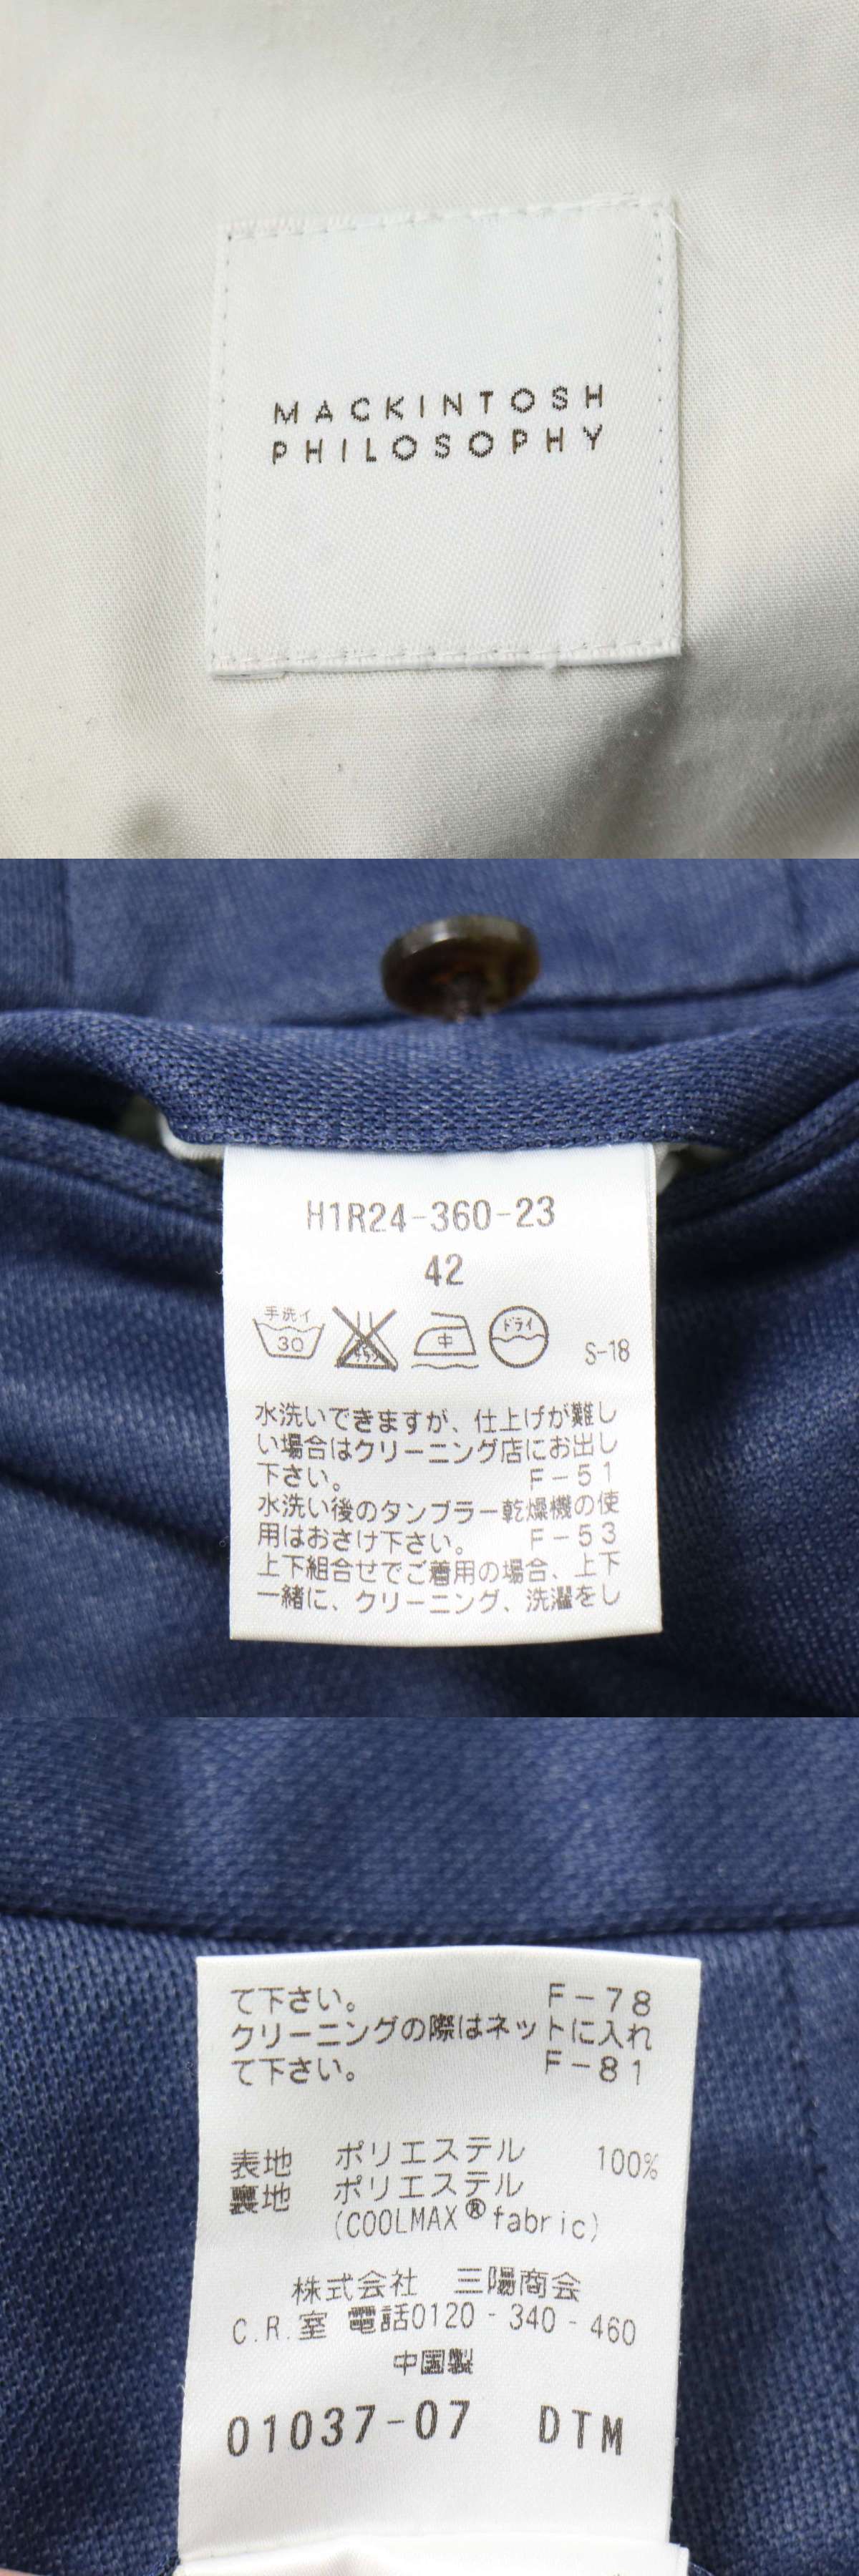 MACKINTOSH
PHILOSOPHY
H1R24-360-23
42
手洗イ
30
中
ドライ
S-18
水洗いできますが、仕上げが難し
い場合はクリーニング店にお出し
下さい。 F-51
水洗い後のタンブラー乾燥機の使
用はおさけ下さい。 F-53
上下組合せでご着用の場合、上下
一緒に、クリーニング、洗濯をし
て下さい。 F-78
クリーニングの際はネットに入れ
て下さい。 F-81
表地 ポリエステル 100%
裏地 ポリエステル
(COOLMAX®fabric)
株式会社 三陽商会
C.R.室 電話0120-340-460
中国製
01037-07 DTM